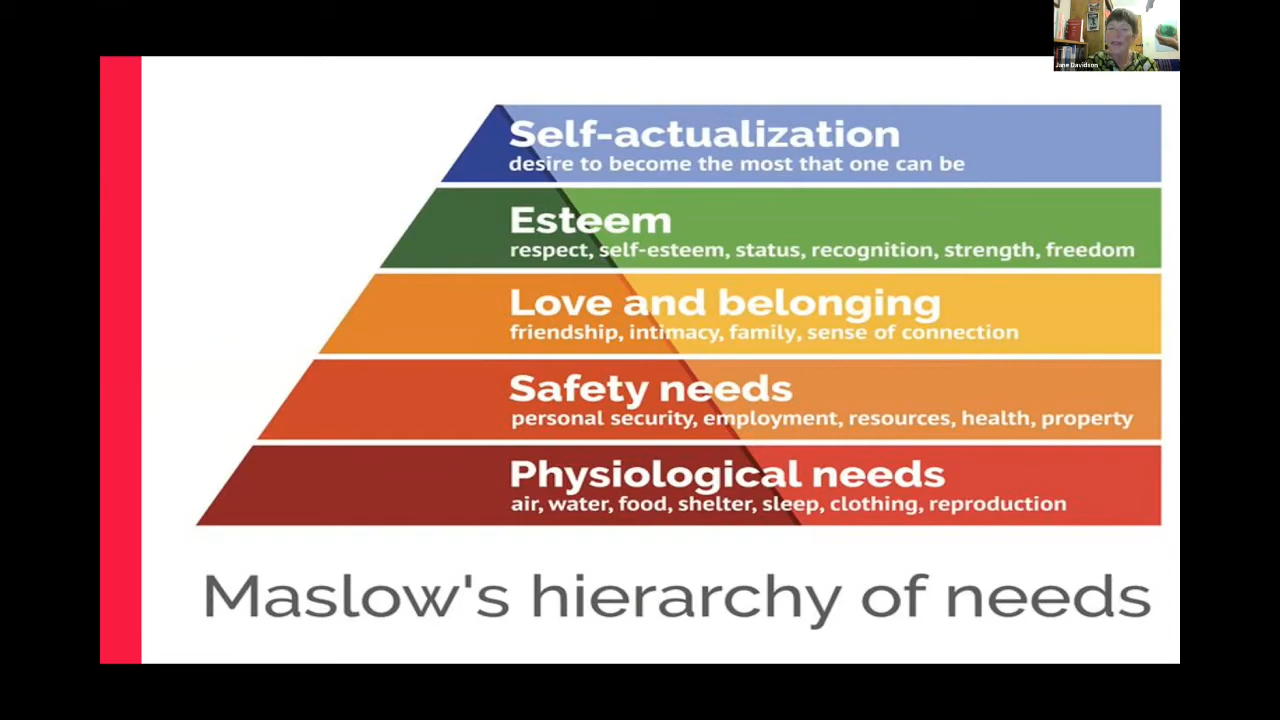 Jane Davidson
Self-actualization
desire to become the most that one can be
Esteem
respect, self-esteem, status, recognition, strength, freedom
Love and belonging
friendship, intimacy, family, sense of connection
Safety needs
personal security, employment, resources, health, property
Physiological needs
air, water, food, shelter, sleep, clothing, reproduction
Maslow's hierarchy of needs